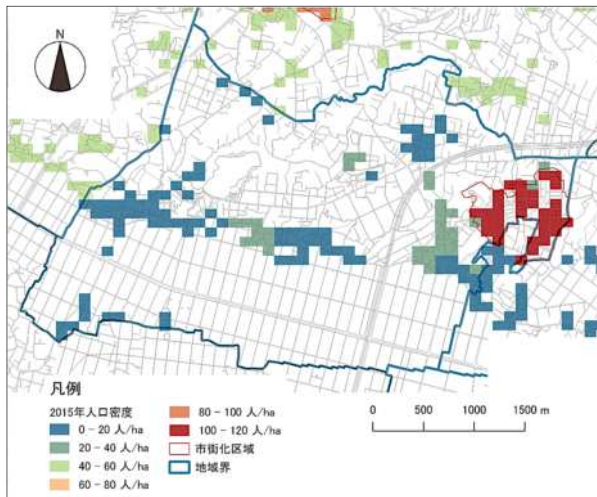 N
凡例
2015年人口密度
0 - 20 人/ha
20 - 40 人/ha
40 - 60 人/ha
60 - 80 人/ha
80 - 100 人/ha
100 - 120 人/ha
市街化区域
地域界
0 500 1000 1500 m